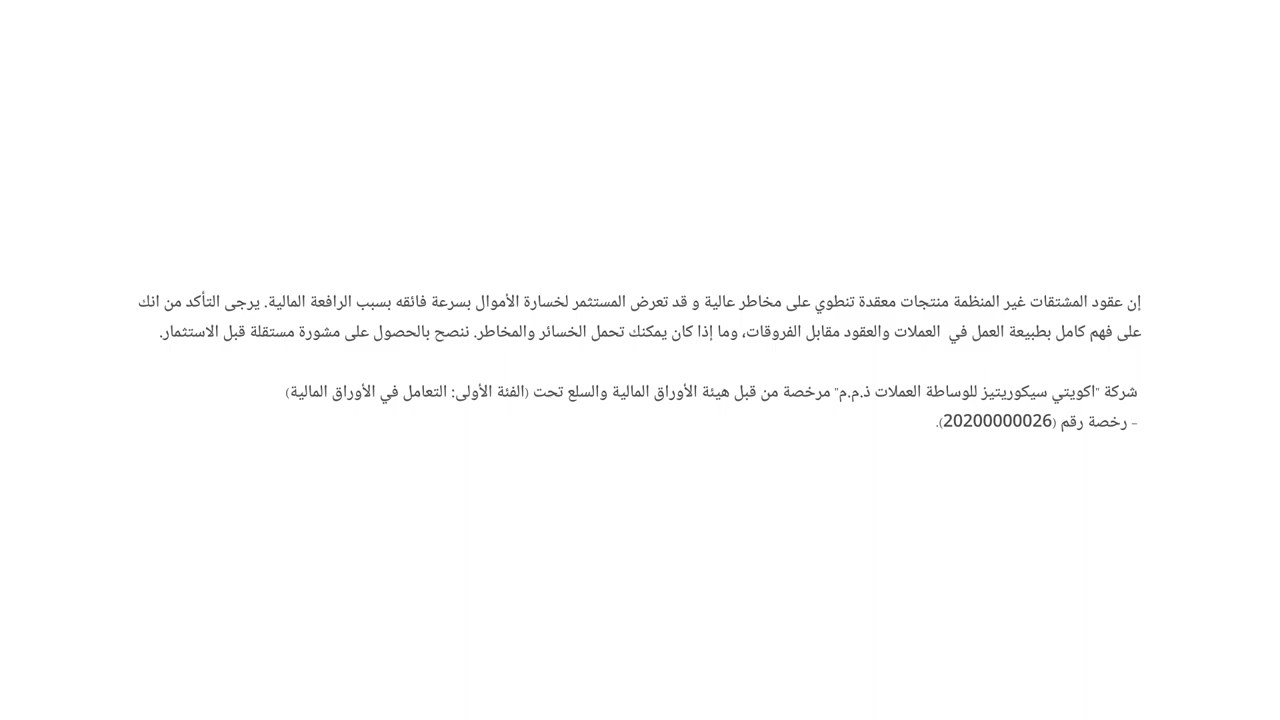 إن عقود المشتقات غير المنظمة منتجات معقدة تنطوي على مخاطر عالية و قد تعرض المستثمر لخسارة الأموال بسرعة فائقه بسبب الرافعة المالية. يرجى التأكد من انك
على فهم كامل بطبيعة العمل في العملات والعقود مقابل الفروقات، وما إذا كان يمكنك تحمل الخسائر والمخاطر. ننصح بالحصول على مشورة مستقلة قبل الاستثمار.
شركة "اكويتي سيكوريتيز للوساطة العملات ذ.م.م" مرخصة من قبل هيئة الأوراق المالية والسلع تحت (الفئة الأولى: التعامل في الأوراق المالية)
- رخصة رقم (20200000026).